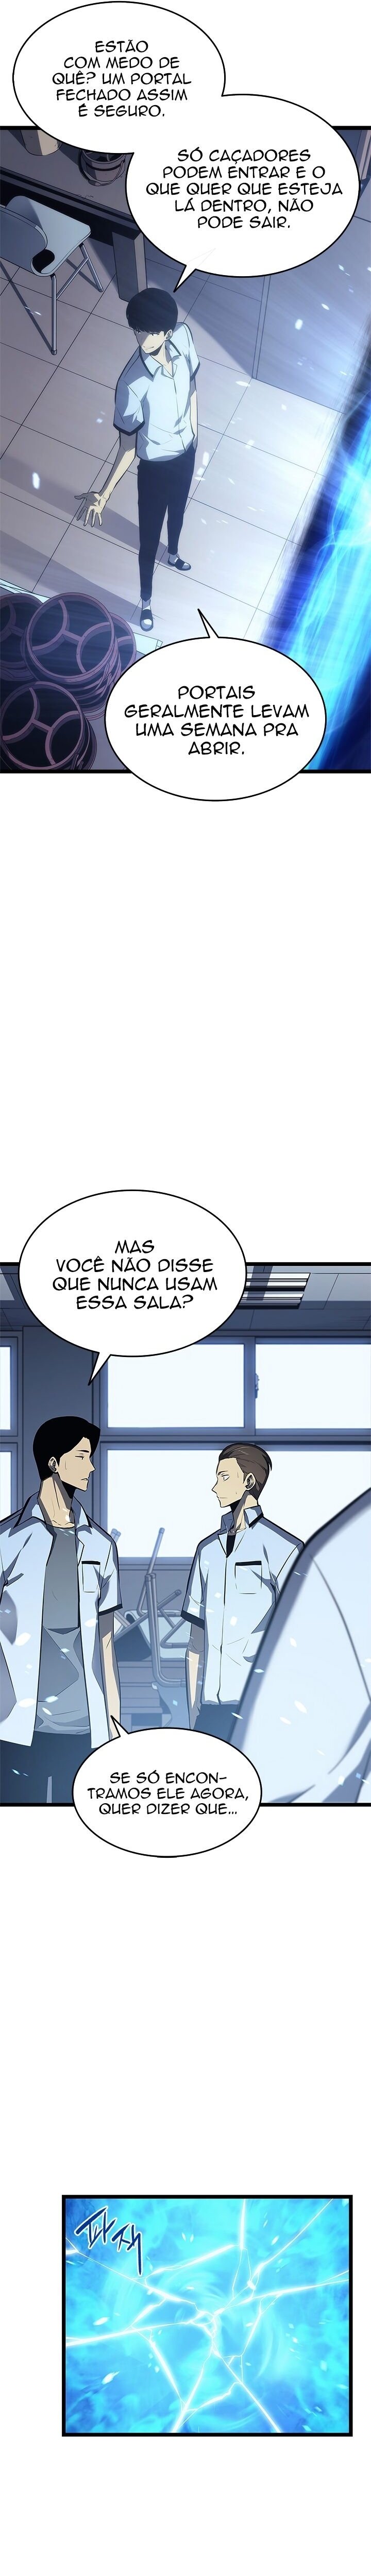 ESTÃO
COM MEDO DE
QUÊ? UM PORTAL
FECHADO ASSIM
É SEGURO.
SÓ CAÇADORES
PODEM ENTRAR E O
QUE QUER QUE ESTEJA
LÁ DENTRO, NÃO
PODE SAIR.
PORTAIS
GERALMENTE LEVAM
UMA SEMANA PRA
ABRIR.
MAS
VOCÊ NÃO DISSE
QUE NUNCA USAM
ESSA SALA?
SE SÓ ENCON-
TRAMOS ELE AGORA,
QUER DIZER QUE...